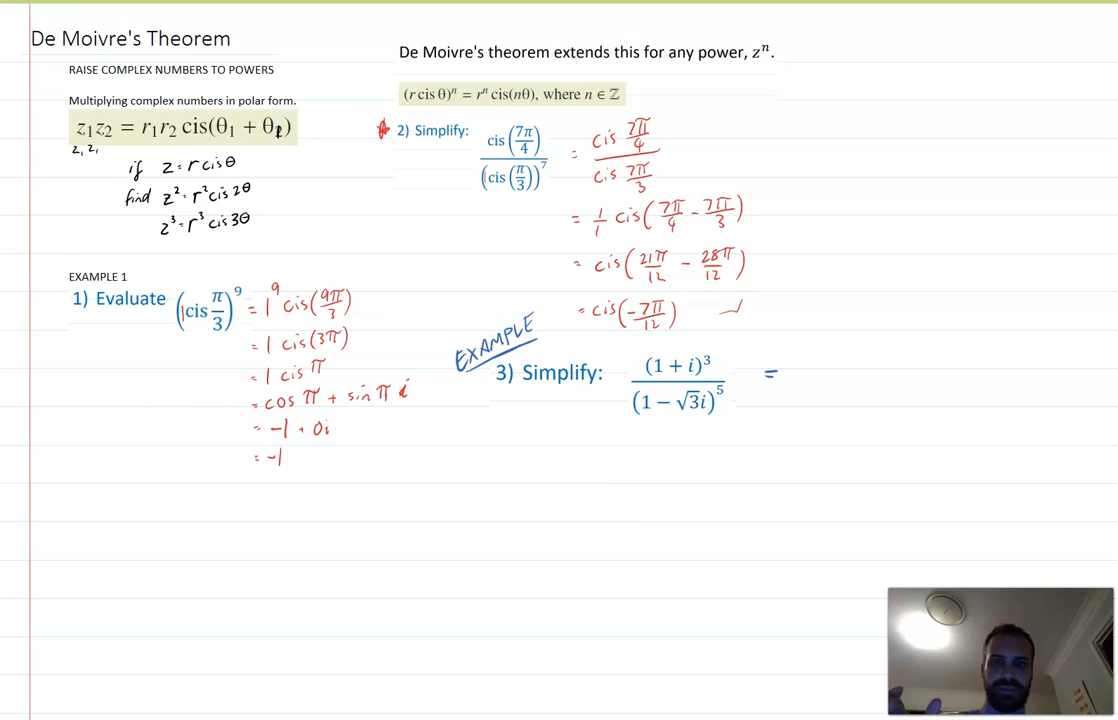 De Moivre's Theorem
RAISE COMPLEX NUMBERS TO POWERS
Multiplying complex numbers in polar form.
z₁z₂ = r₁r₂ cis(θ₁ + θ₂)
z₁ z₁
if z = r cis θ
find z² = r² cis 2θ
z³ = r³ cis 3θ
EXAMPLE 1
1) Evaluate (cis π/3)⁹ = 1⁹ cis(9π/3)
= 1 cis(3π)
= 1 cis π
= cos π + sin π i
= -1 + 0i
= -1
De Moivre's theorem extends this for any power, zⁿ.
(r cis θ)ⁿ = rⁿ cis(nθ), where n ∈ ℤ
2) Simplify: cis(7π/4) / (cis(π/3))⁷ = cis 7π/4 / cis 7π/3
= 1/1 cis(7π/4 - 7π/3)
= cis(21π/12 - 28π/12)
= cis(-7π/12)
EXAMPLE
3) Simplify: (1 + i)³ / (1 − √3i)⁵ =